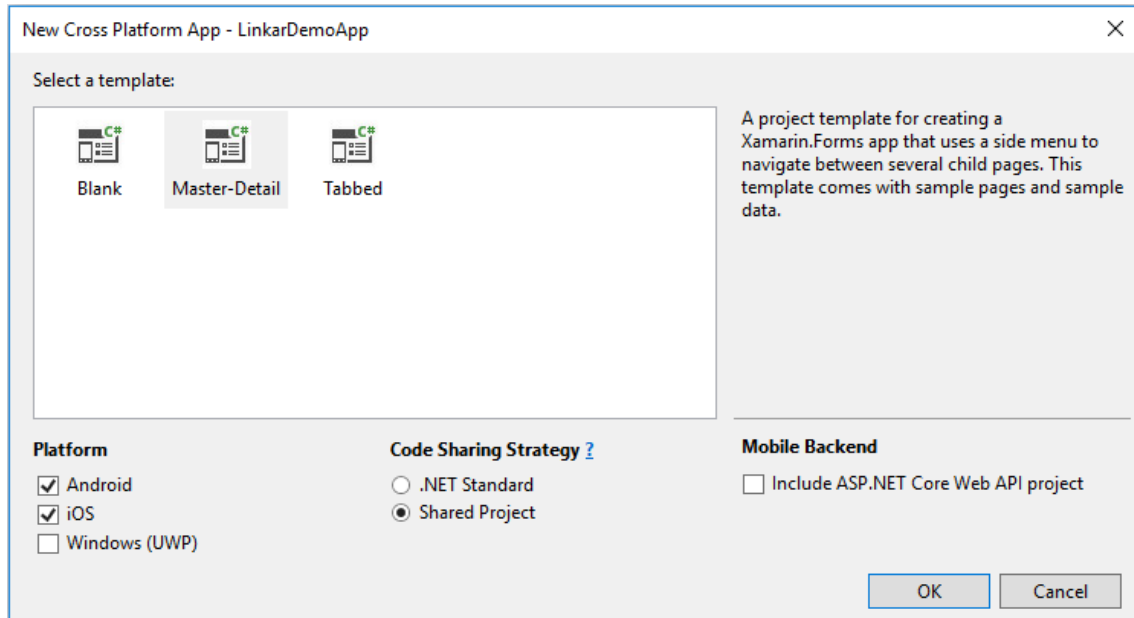 New Cross Platform App - LinkarDemoApp
Select a template:
C# C# C#
Blank Master-Detail Tabbed
A project template for creating a
Xamarin.Forms app that uses a side menu to
navigate between several child pages. This
template comes with sample pages and sample
data.
Platform
Android
iOS
Windows (UWP)
Code Sharing Strategy ?
.NET Standard
Shared Project
Mobile Backend
Include ASP.NET Core Web API project
OK Cancel